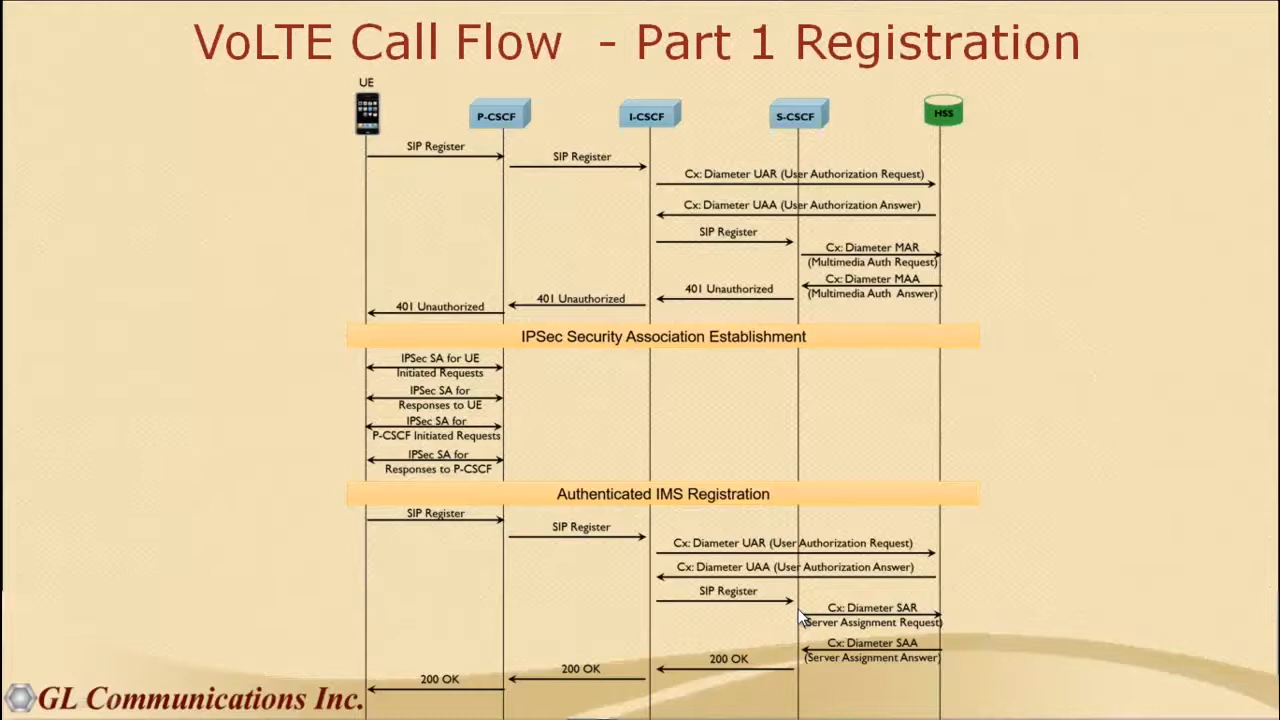 VoLTE Call Flow - Part 1 Registration
UE
P-CSCF
I-CSCF
S-CSCF
HSS
SIP Register
SIP Register
Cx: Diameter UAR (User Authorization Request)
Cx: Diameter UAA (User Authorization Answer)
SIP Register
Cx: Diameter MAR
(Multimedia Auth Request)
Cx: Diameter MAA
(Multimedia Auth Answer)
401 Unauthorized
401 Unauthorized
401 Unauthorized
IPSec Security Association Establishment
IPSec SA for UE
Initiated Requests
IPSec SA for
Responses to UE
IPSec SA for
P-CSCF Initiated Requests
IPSec SA for
Responses to P-CSCF
Authenticated IMS Registration
SIP Register
SIP Register
Cx: Diameter UAR (User Authorization Request)
Cx: Diameter UAA (User Authorization Answer)
SIP Register
Cx: Diameter SAR
(Server Assignment Request)
Cx: Diameter SAA
(Server Assignment Answer)
200 OK
200 OK
200 OK
GL Communications Inc.